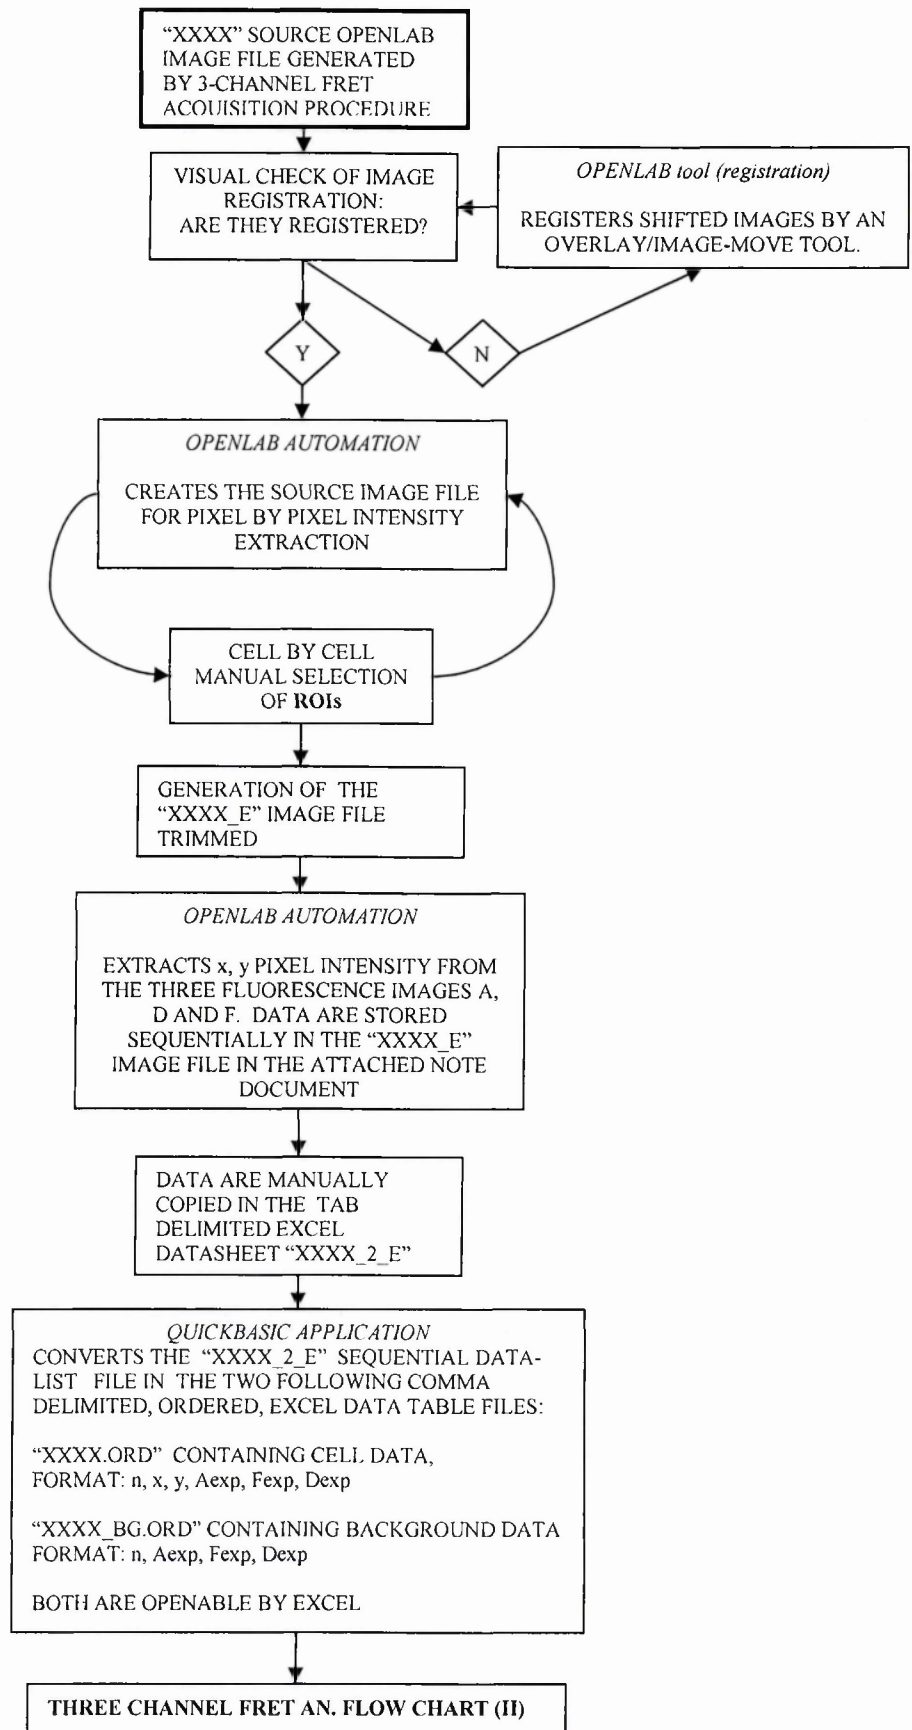 “XXXX” SOURCE OPENLAB
IMAGE FILE GENERATED
BY 3-CHANNEL FRET
ACQUISITION PROCEDURE
VISUAL CHECK OF IMAGE
REGISTRATION:
ARE THEY REGISTERED?
OPENLAB tool (registration)
REGISTERS SHIFTED IMAGES BY AN
OVERLAY/IMAGE-MOVE TOOL.
Y
N
OPENLAB AUTOMATION
CREATES THE SOURCE IMAGE FILE
FOR PIXEL BY PIXEL INTENSITY
EXTRACTION
CELL BY CELL
MANUAL SELECTION
OF ROIs
GENERATION OF THE
“XXXX_E” IMAGE FILE
TRIMMED
OPENLAB AUTOMATION
EXTRACTS x, y PIXEL INTENSITY FROM
THE THREE FLUORESCENCE IMAGES A,
D AND F. DATA ARE STORED
SEQUENTIALLY IN THE “XXXX_E”
IMAGE FILE IN THE ATTACHED NOTE
DOCUMENT
DATA ARE MANUALLY
COPIED IN THE TAB
DELIMITED EXCEL
DATASHEET “XXXX_2_E”
QUICKBASIC APPLICATION
CONVERTS THE “XXXX_2_E” SEQUENTIAL DATA-
LIST FILE IN THE TWO FOLLOWING COMMA
DELIMITED, ORDERED, EXCEL DATA TABLE FILES:
“XXXX.ORD” CONTAINING CELL DATA,
FORMAT: n, x, y, Aexp, Fexp, Dexp
“XXXX_BG.ORD” CONTAINING BACKGROUND DATA
FORMAT: n, Aexp, Fexp, Dexp
BOTH ARE OPENABLE BY EXCEL
THREE CHANNEL FRET AN. FLOW CHART (II)